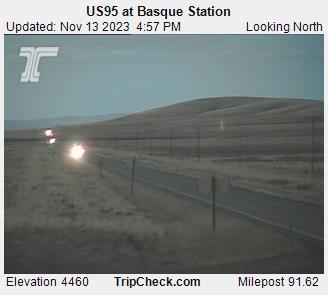 US95 at Basque Station
Updated: Nov 13 2023 4:57 PM Looking North
Elevation 4460 TripCheck.com Milepost 91.62